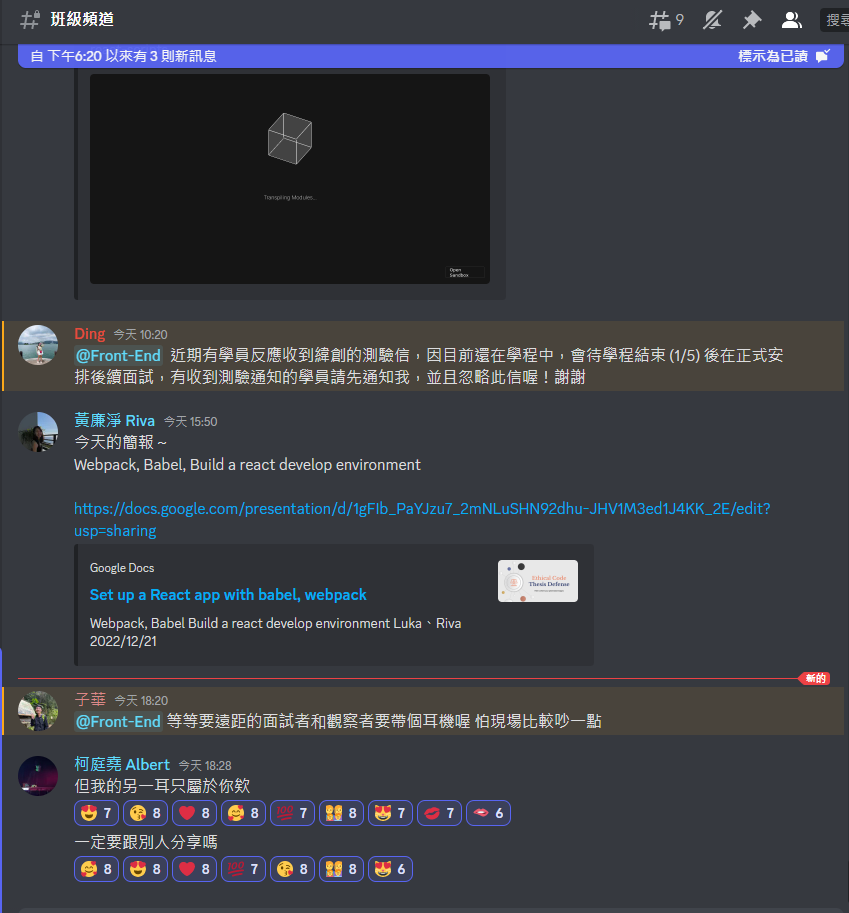 班級頻道
9
搜尋
自 下午6:20 以來有 3 則新訊息
標示為已讀
Transpiling Modules...
Open
Sandbox
Ding 今天 10:20
@Front-End 近期有學員反應收到緯創的測驗信，因目前還在學程中，會待學程結束 (1/5) 後在正式安
排後續面試，有收到測驗通知的學員請先通知我，並且忽略此信喔！謝謝
黃廉淨 Riva 今天 15:50
今天的簡報 ~
Webpack, Babel, Build a react develop environment
https://docs.google.com/presentation/d/1gFIb_PaYJzu7_2mNLuSHN92dhu-JHV1M3ed1J4KK_2E/edit?
usp=sharing
Google Docs
Set up a React app with babel, webpack
Ethical Code
Thesis Defense
Webpack, Babel Build a react develop environment Luka、Riva
2022/12/21
新的
子華 今天 18:20
@Front-End 等等要遠距的面試者和觀察者要帶個耳機喔 怕現場比較吵一點
柯庭堯 Albert 今天 18:28
但我的另一耳只屬於你欸
7 8 8 8 7 8 7 7 6
一定要跟別人分享嗎
8 8 8 7 8 8 6